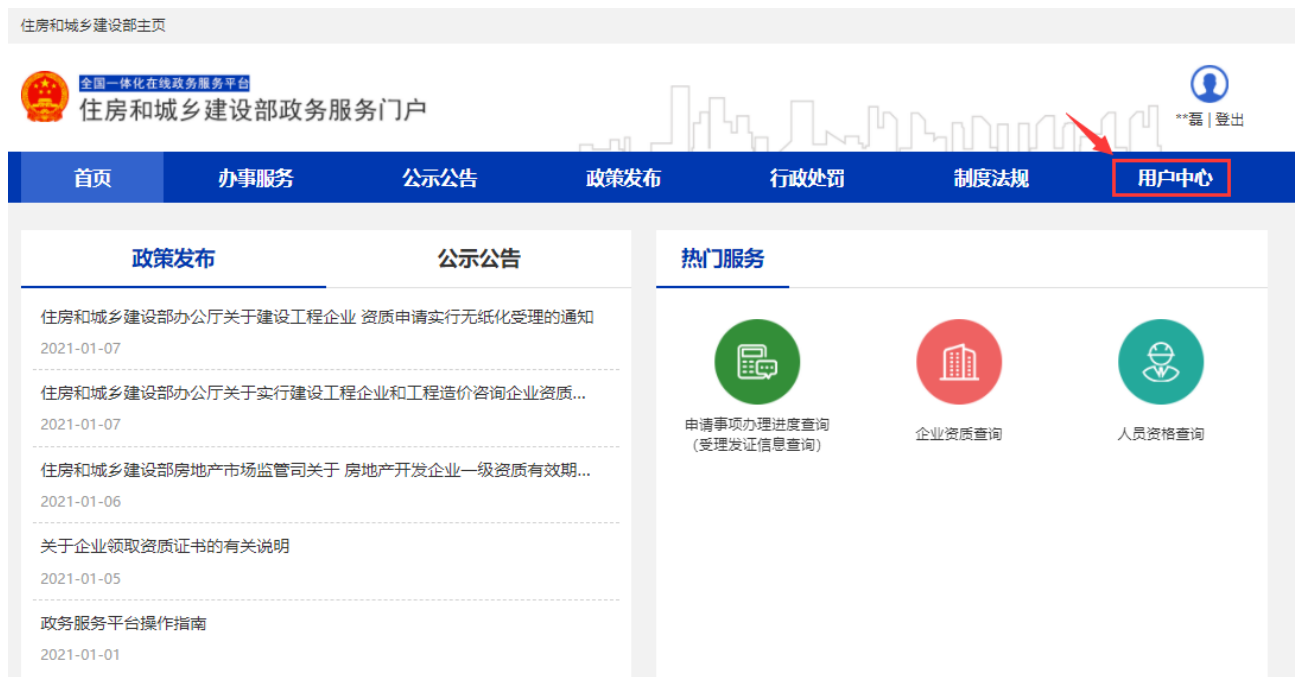 住房和城乡建设部主页
全国一体化在线政务服务平台
住房和城乡建设部政务服务门户
**磊 | 登出
首页 办事服务 公示公告 政策发布 行政处罚 制度法规 用户中心
政策发布 公示公告
住房和城乡建设部办公厅关于建设工程企业 资质申请实行无纸化受理的通知
2021-01-07
住房和城乡建设部办公厅关于实行建设工程企业和工程造价咨询企业资质...
2021-01-07
住房和城乡建设部房地产市场监管司关于 房地产开发企业一级资质有效期...
2021-01-06
关于企业领取资质证书的有关说明
2021-01-05
政务服务平台操作指南
2021-01-01
热门服务
申请事项办理进度查询
（受理发证信息查询）
企业资质查询
人员资格查询